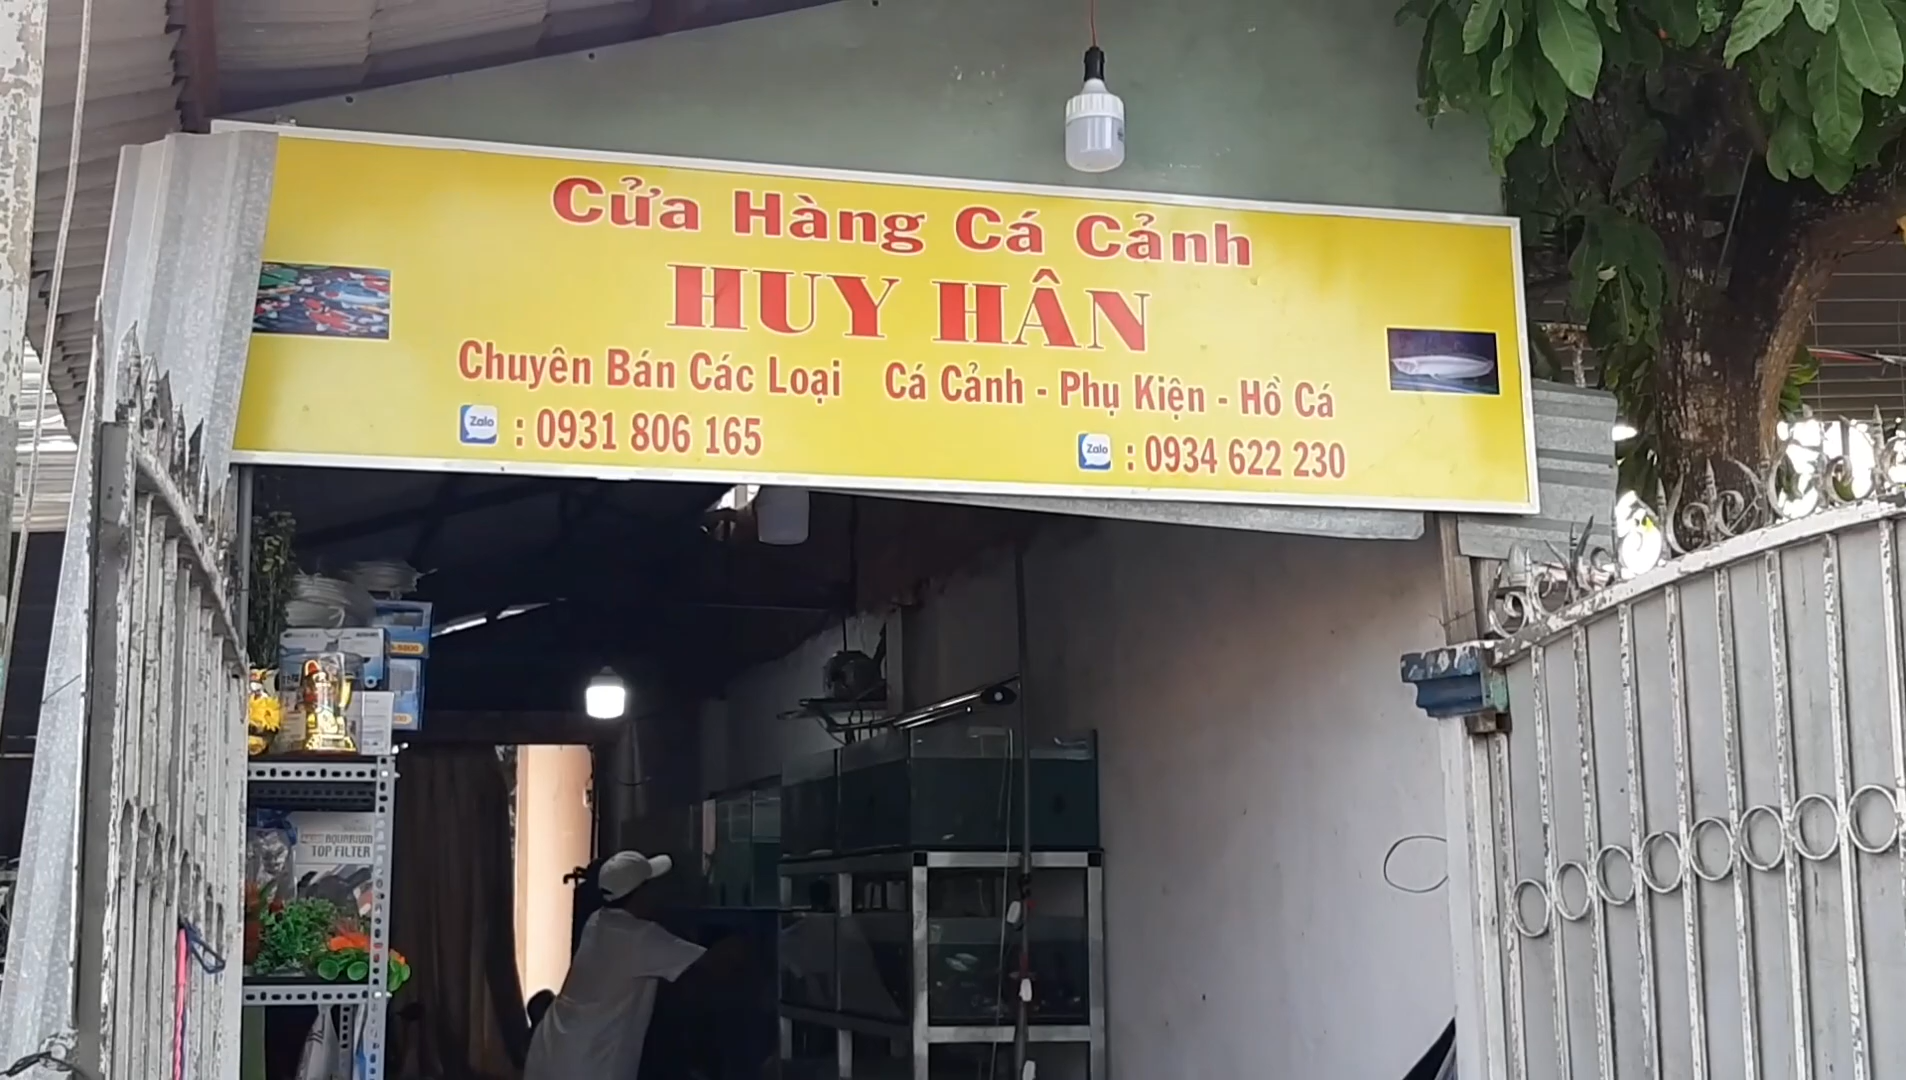 Cửa Hàng Cá Cảnh
HUY HÂN
Chuyên Bán Các Loại Cá Cảnh - Phụ Kiện - Hồ Cá
Zalo : 0931 806 165 Zalo : 0934 622 230
AQUARIUM
TOP FILTER